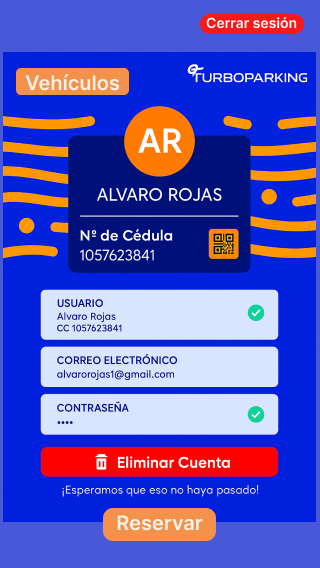 Cerrar sesión
Vehículos
TURBOPARKING
AR
ALVARO ROJAS
Nº de Cédula
1057623841
USUARIO
Alvaro Rojas
CC 1057623841
CORREO ELECTRÓNICO
alvarorojas1@gmail.com
CONTRASEÑA
••••
Eliminar Cuenta
¡Esperamos que eso no haya pasado!
Reservar